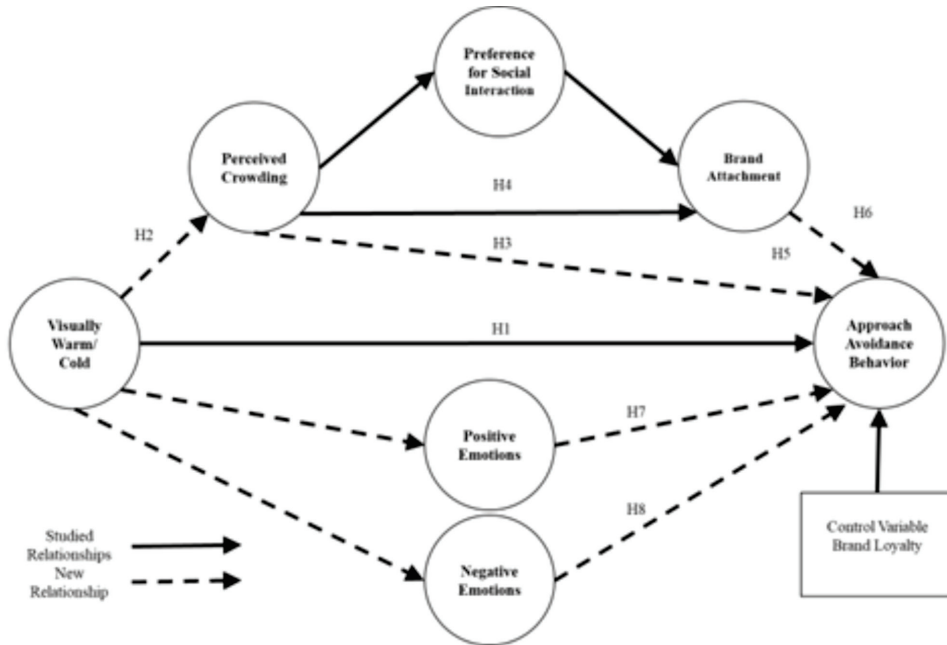 Preference
for Social
Interaction
Perceived
Crowding
Brand
Attachment
H4
H6
H2
H3
H5
Visually
Warm/
Cold
H1
Approach
Avoidance
Behavior
H7
Positive
Emotions
H8
Control Variable
Brand Loyalty
Studied
Relationships
New
Relationship
Negative
Emotions